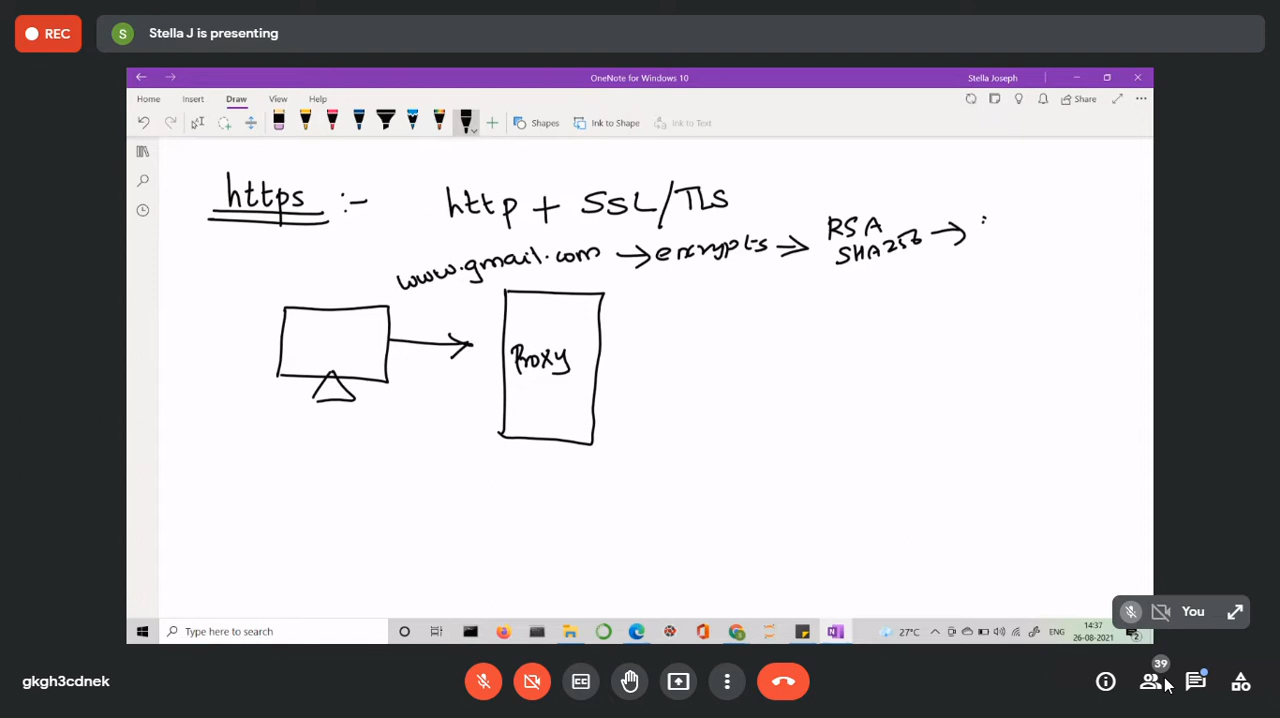 REC
S Stella J is presenting
OneNote for Windows 10
Stella Joseph
Home Insert Draw View Help
Share
Shapes Ink to Shape Ink to Text
https :- http + SSL/TLS
www.gmail.com → encrypts ⇒ RSA
SHA256 →
Proxy
You
Type here to search
27°C
ENG
14:37
26-08-2021
2
39
gkgh3cdnek
CC